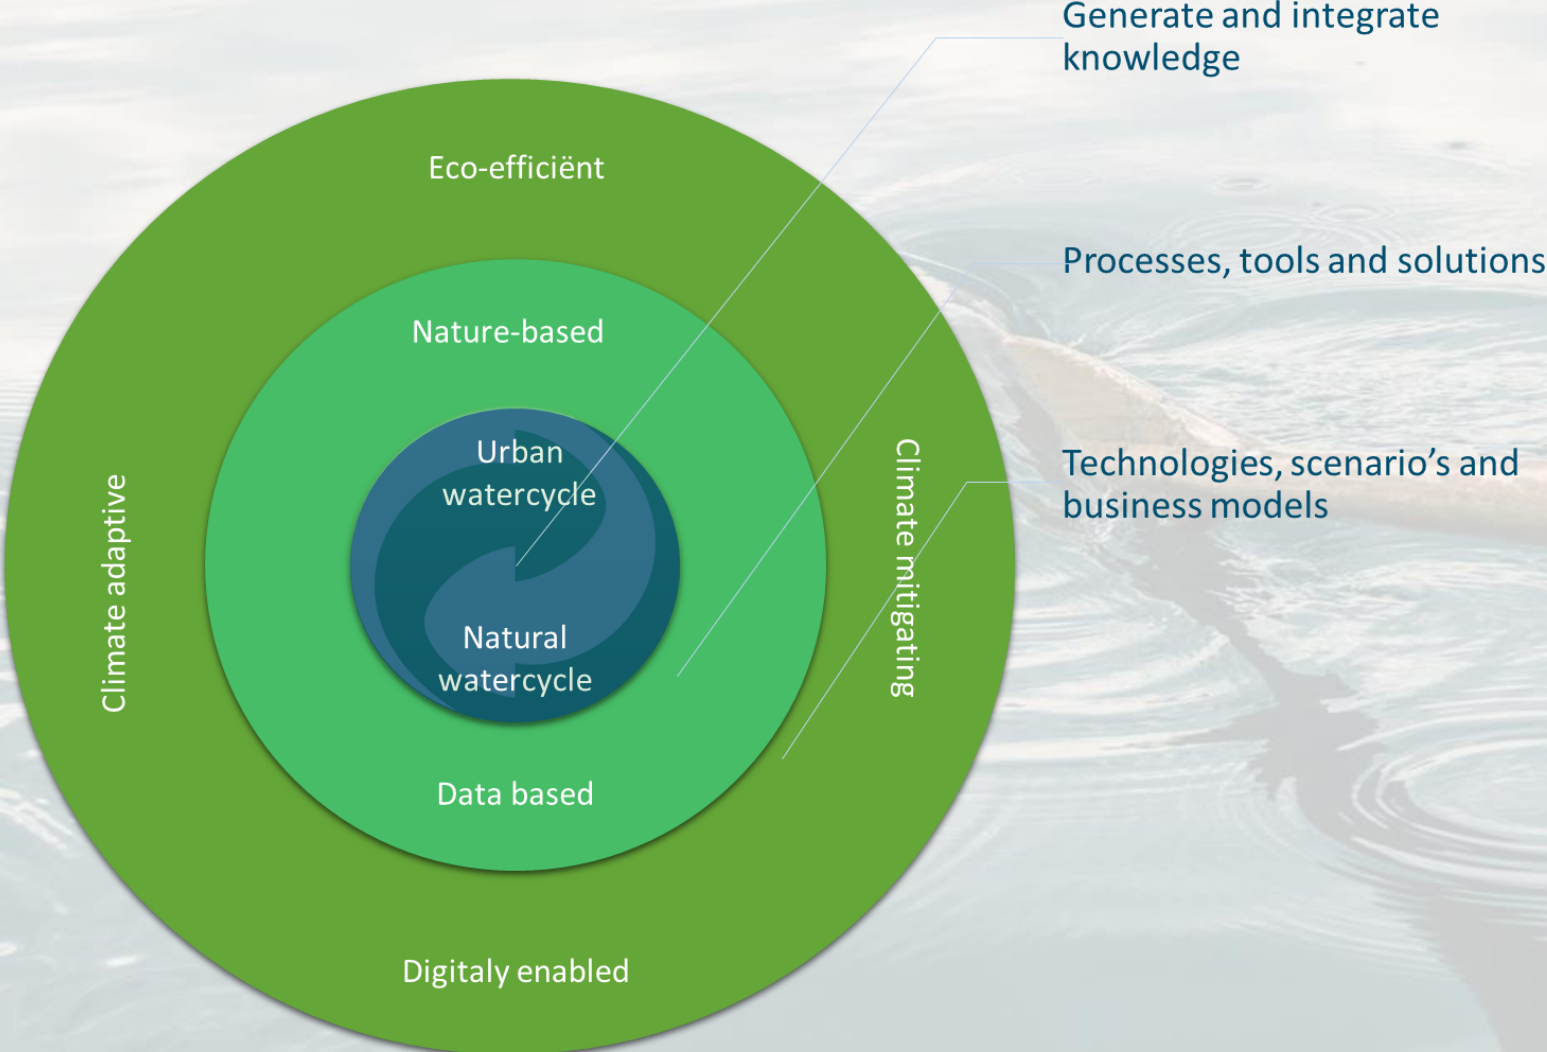 Generate and integrate
knowledge
Eco-efficiënt
Processes, tools and solutions
Nature-based
Urban
watercycle
Technologies, scenario's and
business models
Climate adaptive
Climate mitigating
Natural
watercycle
Data based
Digitaly enabled